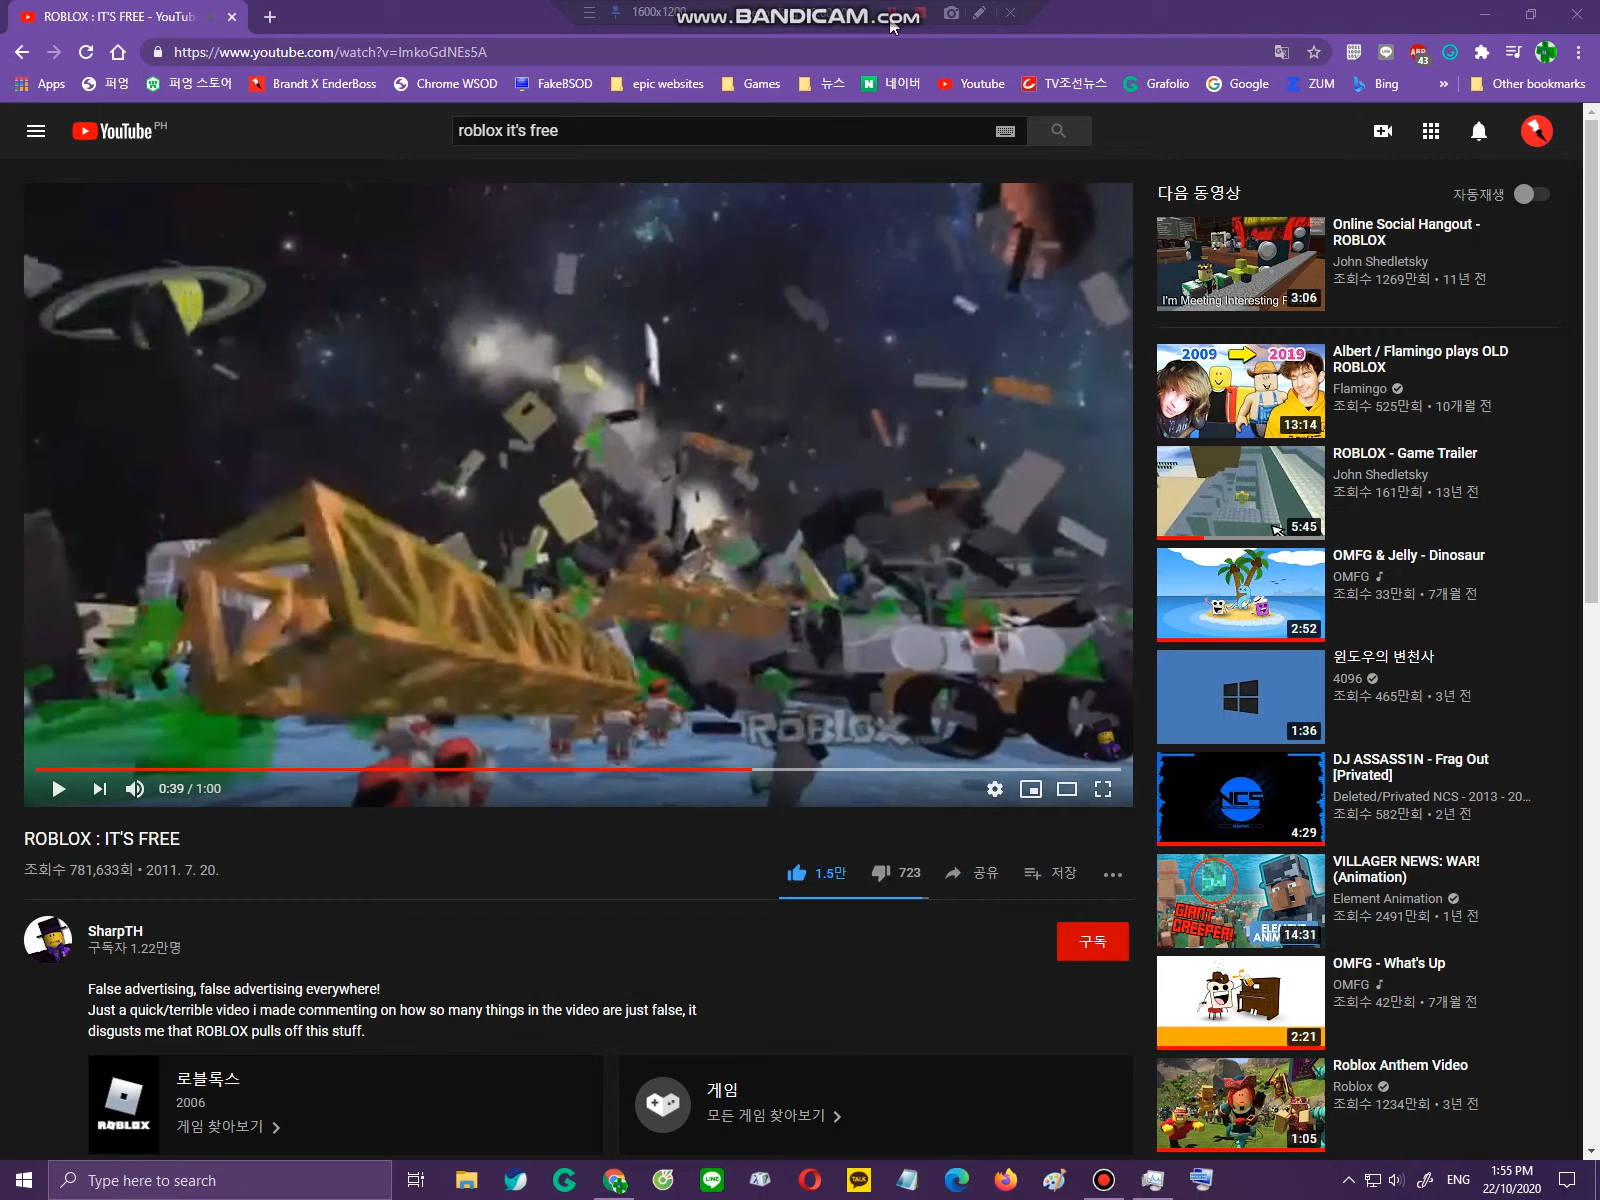 ROBLOX : IT'S FREE - YouTub
1600x1200
www.BANDICAM.com
https://www.youtube.com/watch?v=ImkoGdNEs5A
43
Apps
퍼엉
퍼엉 스토어
Brandt X EnderBoss
Chrome WSOD
FakeBSOD
epic websites
Games
뉴스
네이버
Youtube
TV조선뉴스
Grafolio
Google
ZUM
Bing
»
Other bookmarks
YouTube PH
roblox it's free
ROBLOX
0:39 / 1:00
ROBLOX : IT'S FREE
조회수 781,633회 • 2011. 7. 20.
1.5만
723
공유
저장
SharpTH
구독자 1.22만명
구독
False advertising, false advertising everywhere!
Just a quick/terrible video i made commenting on how so many things in the video are just false, it
disgusts me that ROBLOX pulls off this stuff.
ROBLOX
로블록스
2006
게임 찾아보기
게임
모든 게임 찾아보기
다음 동영상
자동재생
I'm Meeting Interesting
3:06
Online Social Hangout -
ROBLOX
John Shedletsky
조회수 1269만회 • 11년 전
2009
2019
13:14
Albert / Flamingo plays OLD
ROBLOX
Flamingo
조회수 525만회 • 10개월 전
5:45
ROBLOX - Game Trailer
John Shedletsky
조회수 161만회 • 13년 전
2:52
OMFG & Jelly - Dinosaur
OMFG
조회수 33만회 • 7개월 전
1:36
윈도우의 변천사
4096
조회수 465만회 • 3년 전
NCS
4:29
DJ ASSASS1N - Frag Out
[Privated]
Deleted/Privated NCS - 2013 - 20...
조회수 582만회 • 2년 전
GIANT
CREEPER!
14:31
VILLAGER NEWS: WAR!
(Animation)
Element Animation
조회수 2491만회 • 1년 전
2:21
OMFG - What's Up
OMFG
조회수 42만회 • 7개월 전
1:05
Roblox Anthem Video
Roblox
조회수 1234만회 • 3년 전
Type here to search
LINE
TALK
ENG
1:55 PM
22/10/2020